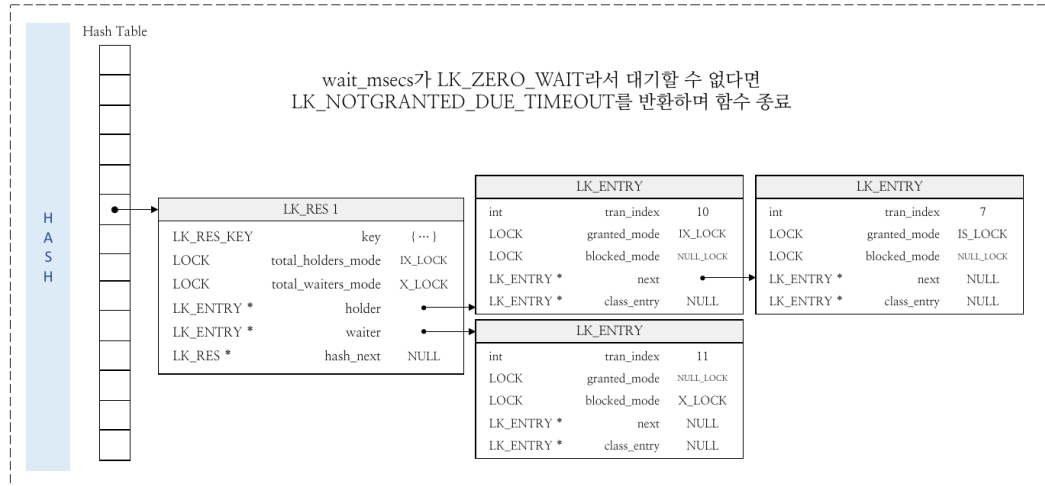 Hash Table
wait_msecs가 LK_ZERO_WAIT라서 대기할 수 없다면
LK_NOTGRANTED_DUE_TIMEOUT를 반환하며 함수 종료
H
A
S
H
LK_RES 1
LK_RES_KEY key {⋯}
LOCK total_holders_mode IX_LOCK
LOCK total_waiters_mode X_LOCK
LK_ENTRY * holder
LK_ENTRY * waiter
LK_RES * hash_next NULL
LK_ENTRY
int tran_index 10
LOCK granted_mode IX_LOCK
LOCK blocked_mode NULL_LOCK
LK_ENTRY * next
LK_ENTRY * class_entry NULL
LK_ENTRY
int tran_index 7
LOCK granted_mode IS_LOCK
LOCK blocked_mode NULL_LOCK
LK_ENTRY * next NULL
LK_ENTRY * class_entry NULL
LK_ENTRY
int tran_index 11
LOCK granted_mode NULL_LOCK
LOCK blocked_mode X_LOCK
LK_ENTRY * next NULL
LK_ENTRY * class_entry NULL